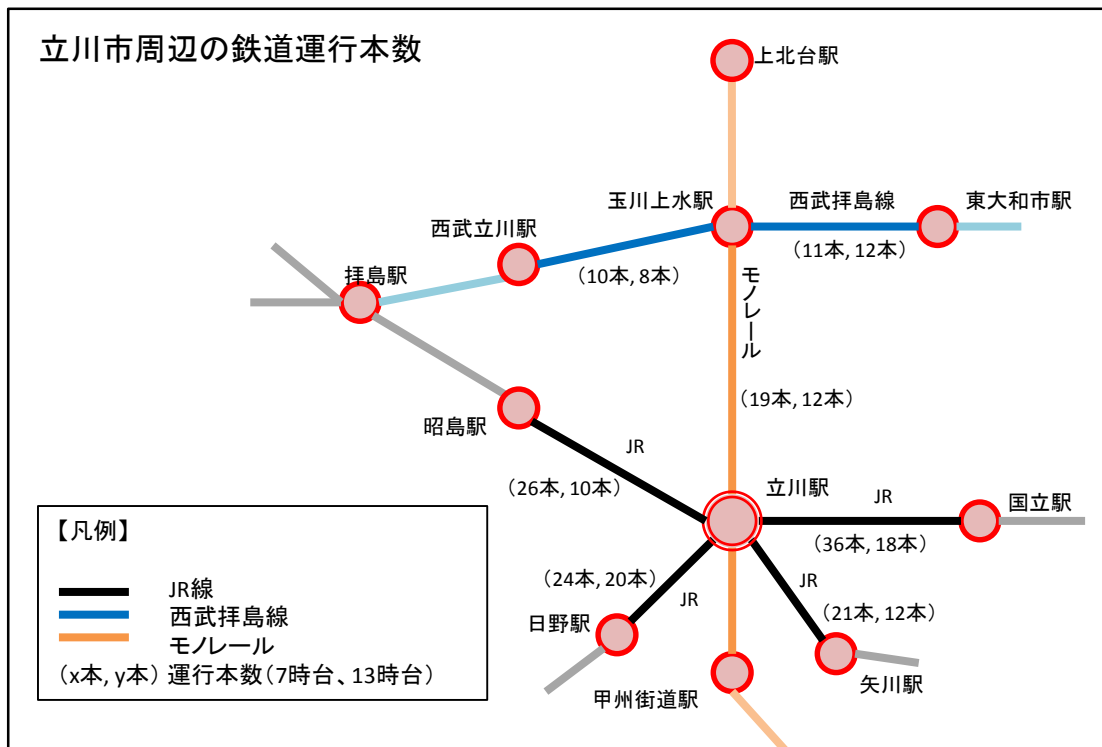 立川市周辺の鉄道運行本数
上北台駅
玉川上水駅
西武拝島線
東大和市駅
西武立川駅
(11本, 12本)
(10本, 8本)
拝島駅
モノレール
(19本, 12本)
昭島駅
JR
(26本, 10本)
立川駅
JR
国立駅
(36本, 18本)
(24本, 20本)
JR
JR
(21本, 12本)
日野駅
矢川駅
甲州街道駅
【凡例】
JR線
西武拝島線
モノレール
(x本, y本) 運行本数(7時台、13時台)